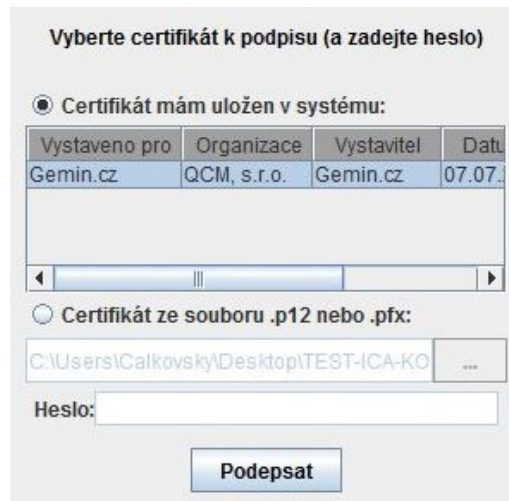 Vyberte certifikát k podpisu (a zadejte heslo)
Certifikát mám uložen v systému:
Vystaveno pro Organizace Vystavitel Datu
Gemin.cz QCM, s.r.o. Gemin.cz 07.07.
Certifikát ze souboru .p12 nebo .pfx:
C:\Users\Calkovsky\Desktop\TEST-ICA-KO ...
Heslo:
Podepsat